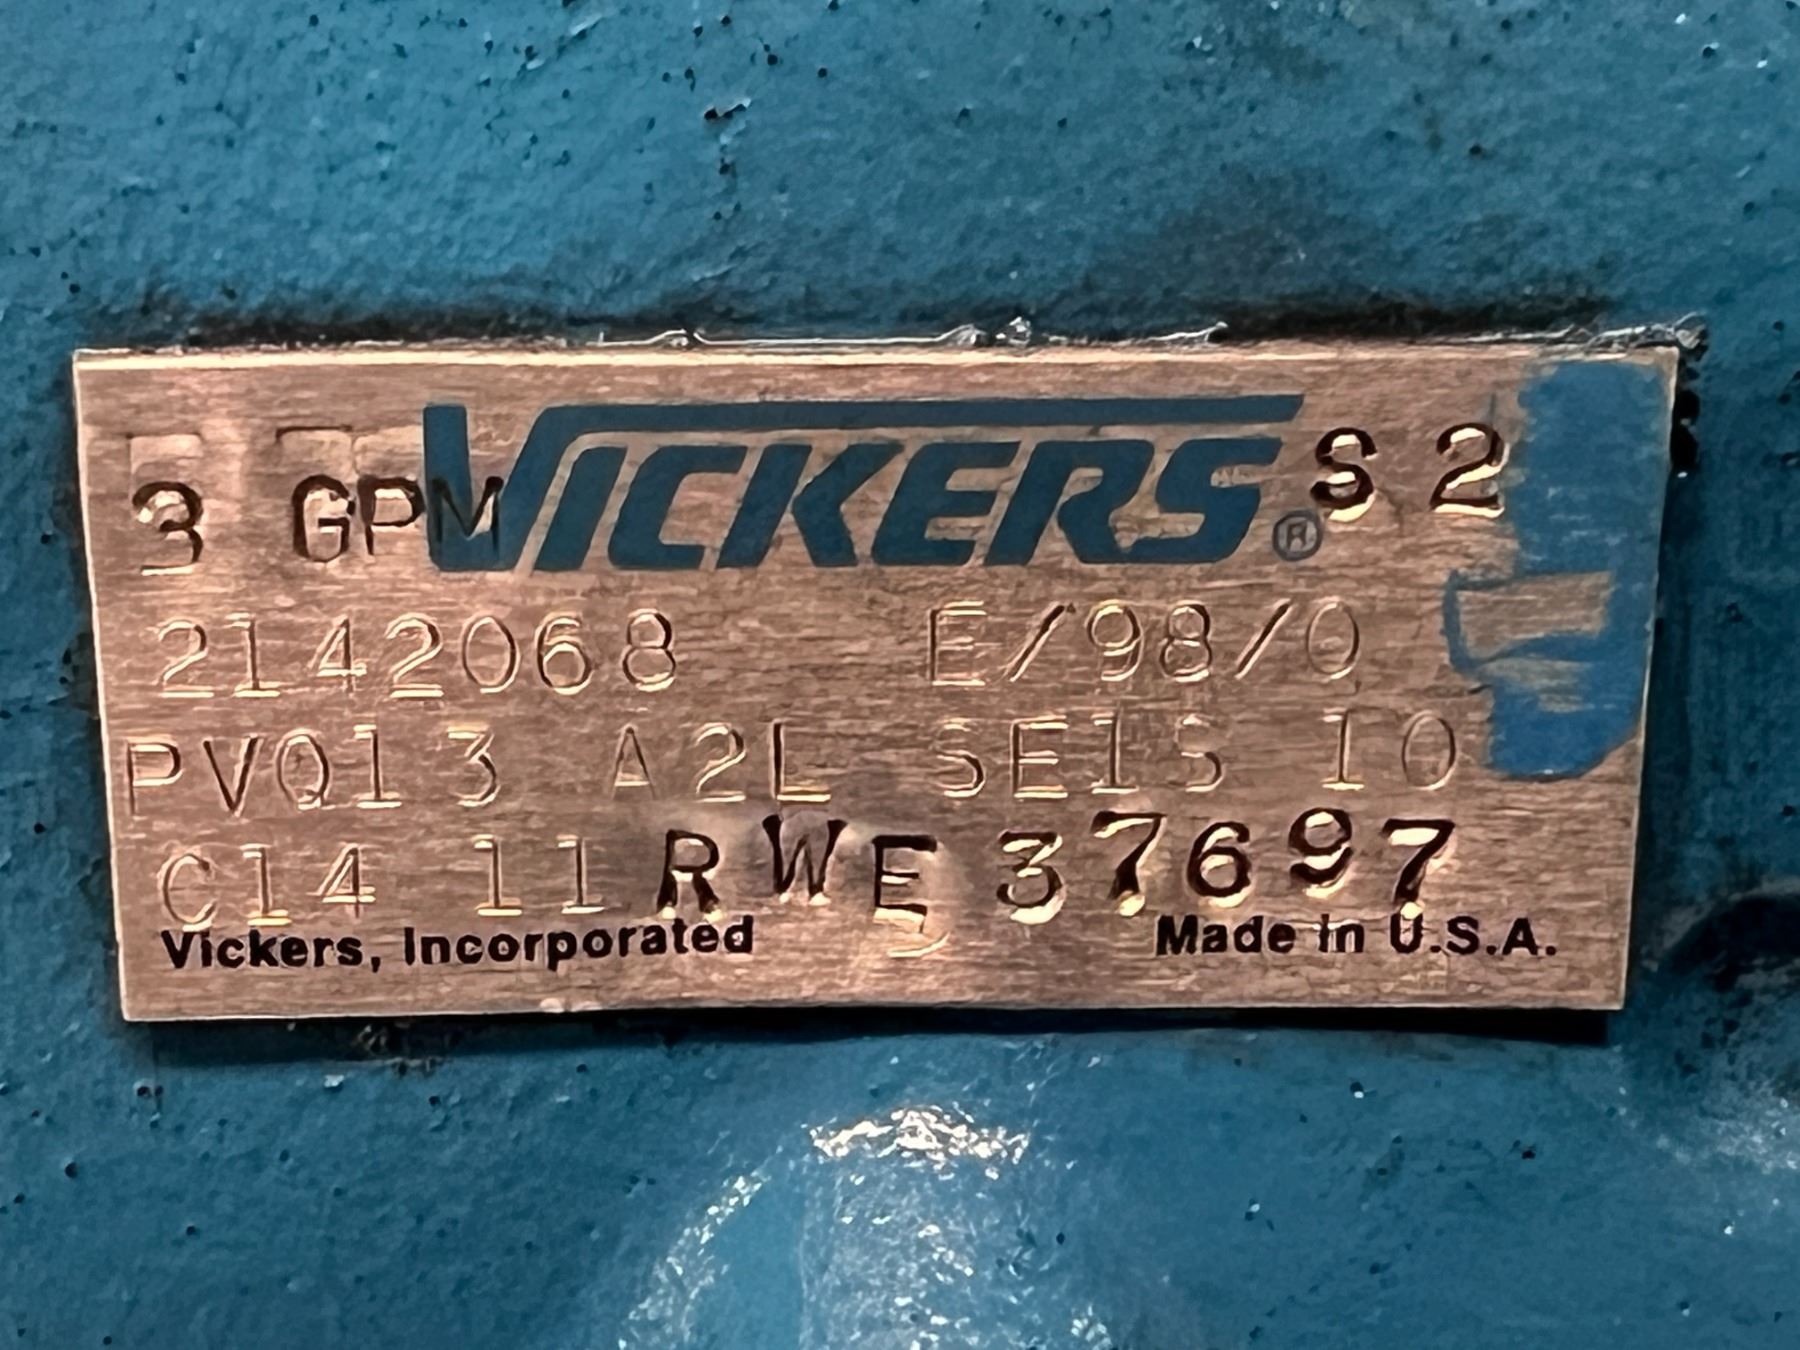 3 GPM VICKERS® S 2
2142068 E/98/0
PVQ13 A2L SE1S 10
C14 11 RWE 37697
Vickers, Incorporated Made in U.S.A.